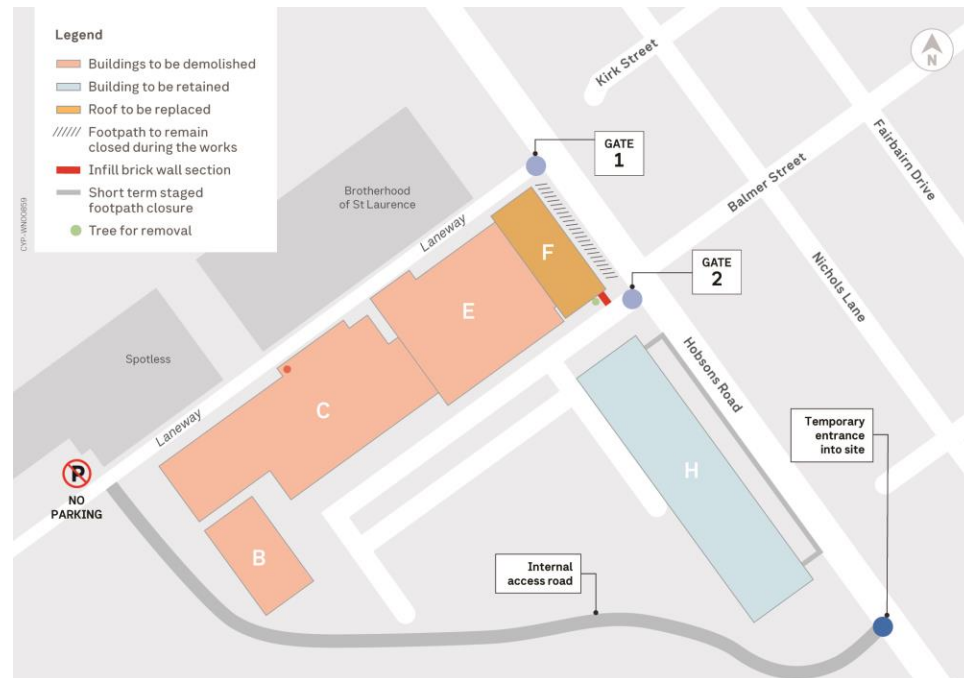 Legend
Buildings to be demolished
Building to be retained
Roof to be replaced
Footpath to remain
closed during the works
Infill brick wall section
Short term staged
footpath closure
Tree for removal
CYP-WN00859
N
Kirk Street
Fairbairn Drive
GATE
1
Balmer Street
Brotherhood
of St Laurence
Laneway
F
GATE
2
Nichols Lane
E
Spotless
Hobsons Road
C
Laneway
Temporary
entrance
into site
P
NO
PARKING
H
B
Internal
access road